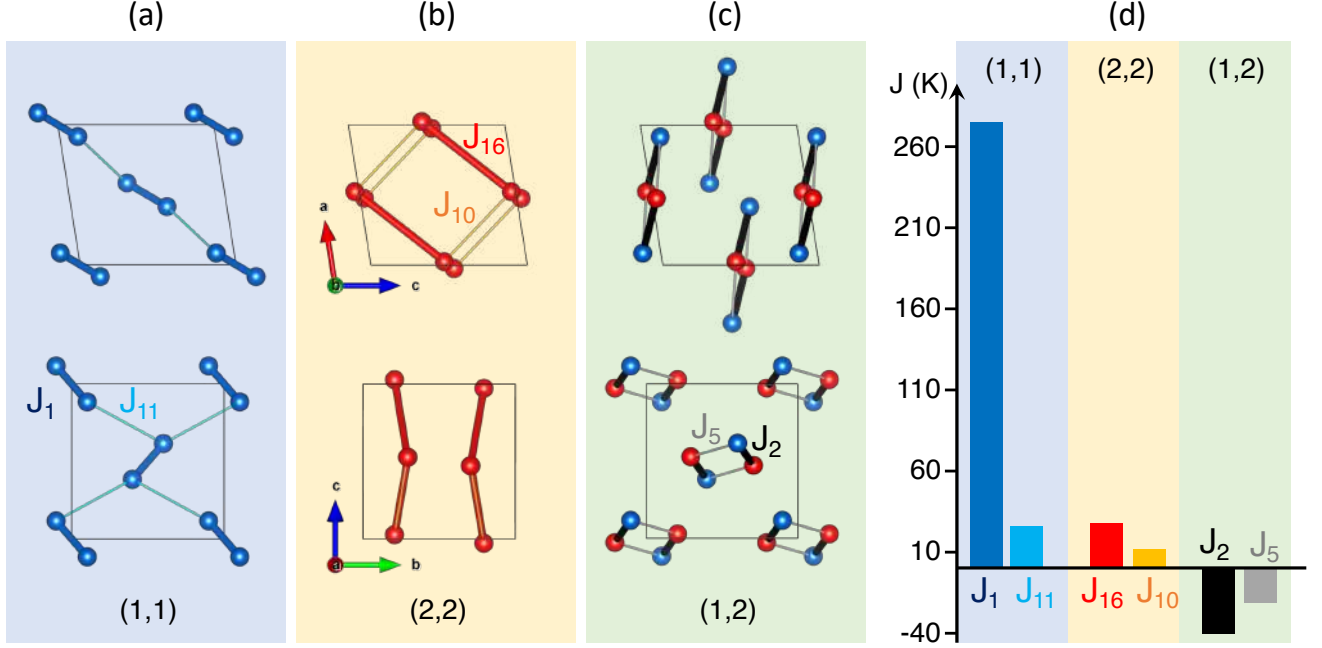 (a)
(b)
(c)
(d)
J₁₆
J₁₀
a
b
c
J₁
J₁₁
(1,1)
c
a
b
(2,2)
J₅
J₂
(1,2)
(1,1)
(2,2)
(1,2)
J (K)
260
210
160
110
60
10
-40
J₁
J₁₁
J₁₆
J₁₀
J₂
J₅